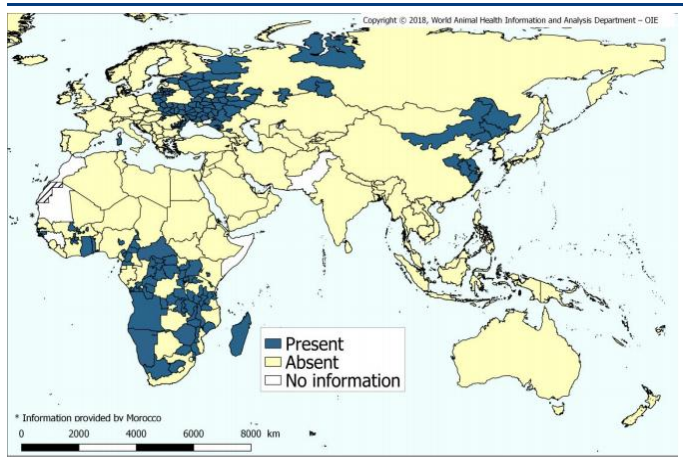 Copyright © 2018, World Animal Health Information and Analysis Department – OIE
Present
Absent
No information
* Information provided by Morocco
0 2000 4000 6000 8000 km
*